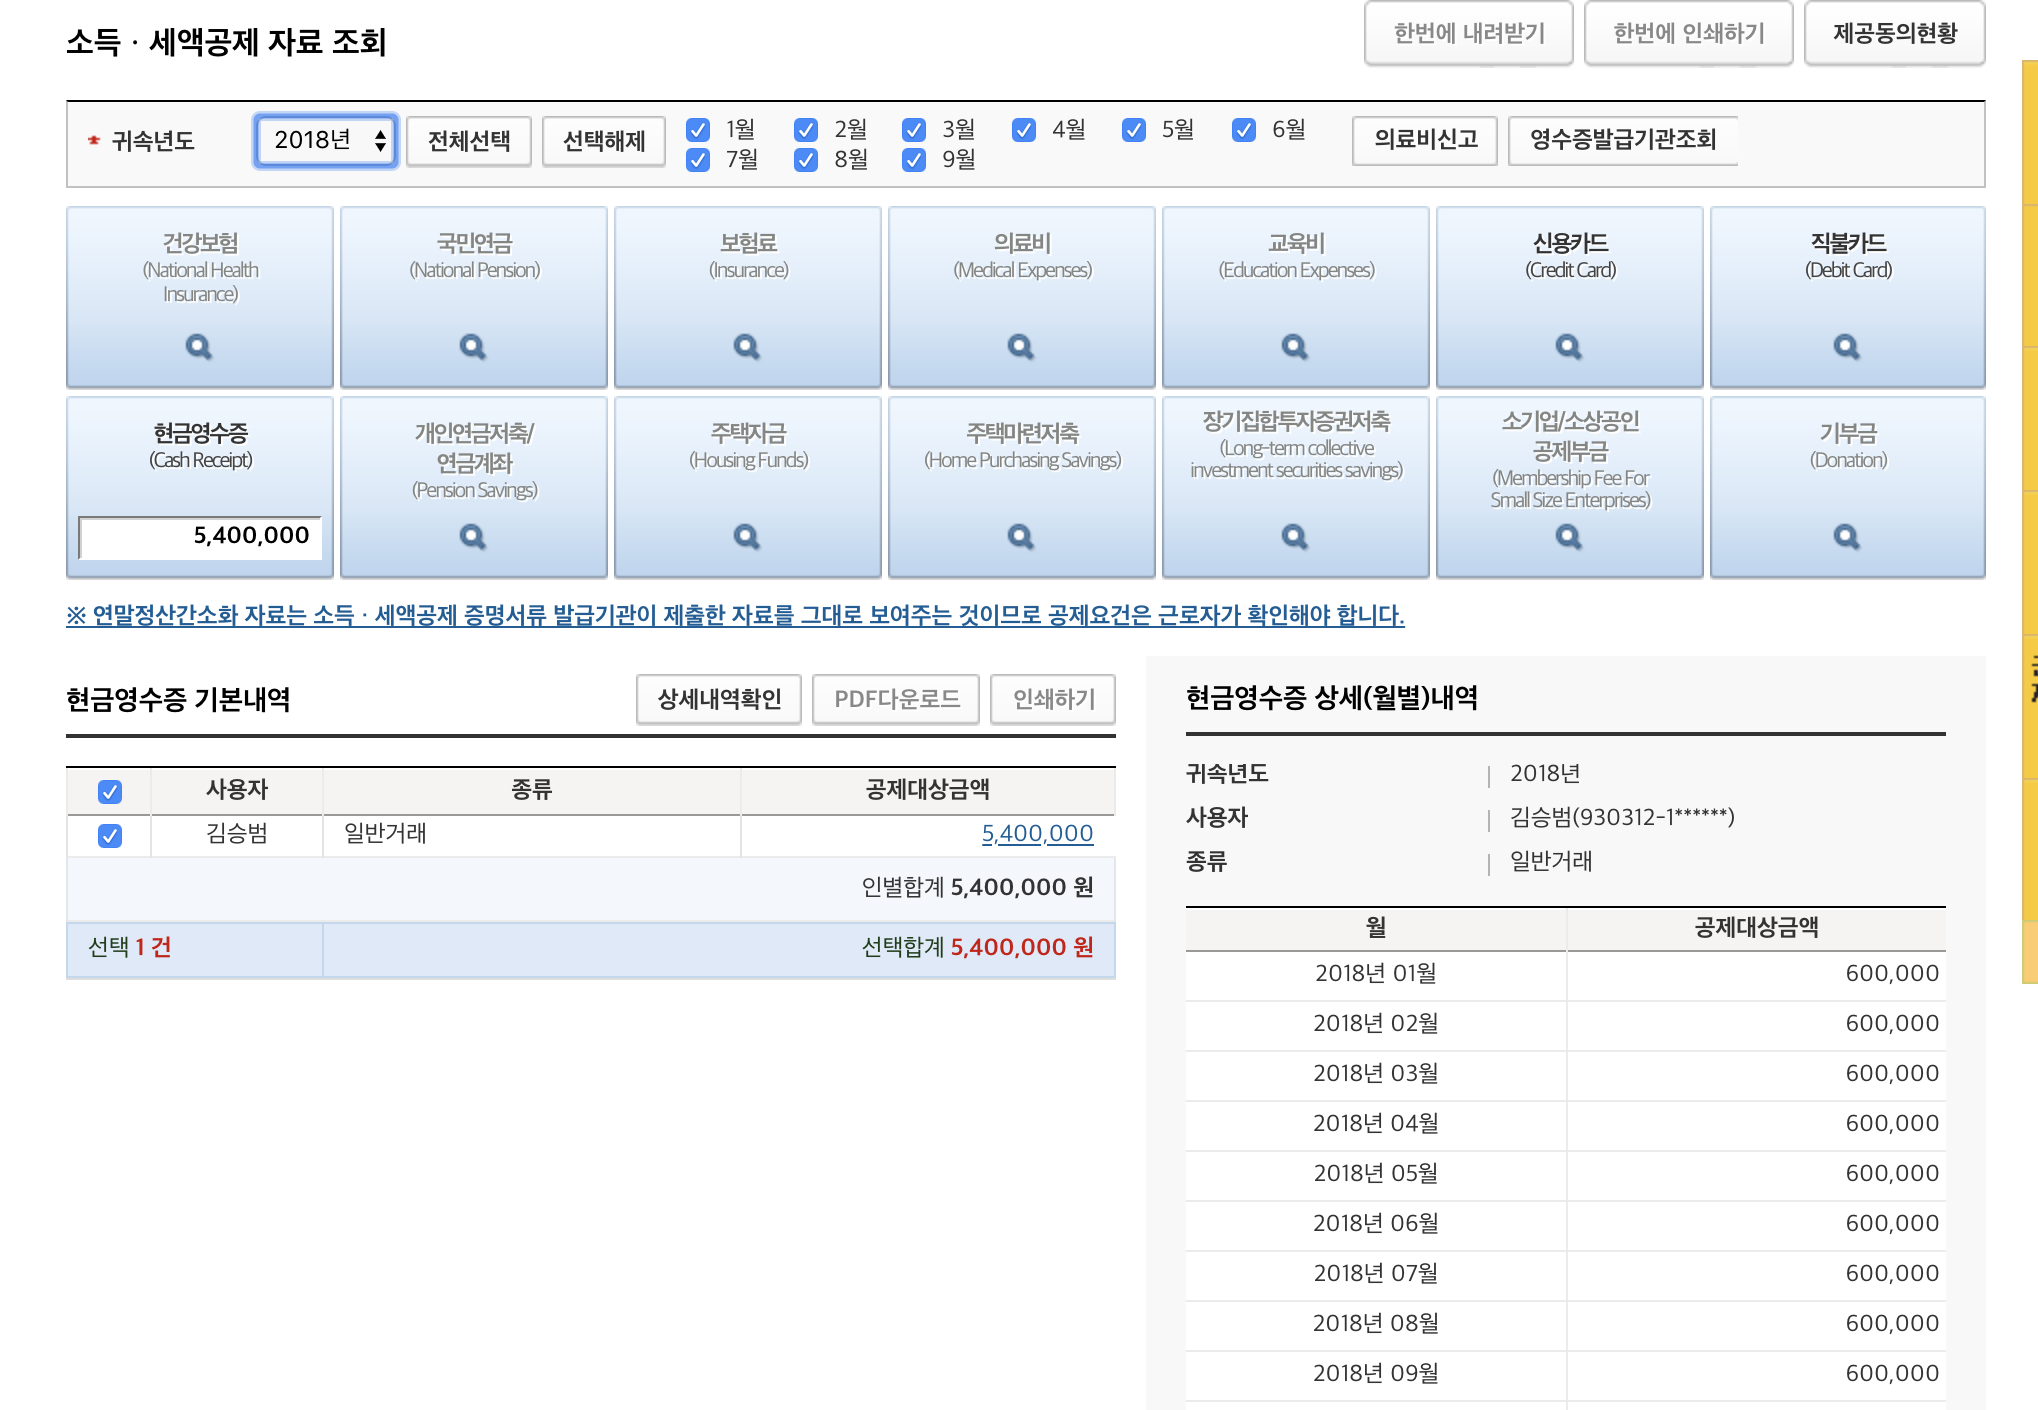 소득 · 세액공제 자료 조회
한번에 내려받기 한번에 인쇄하기 제공동의현황
귀속년도 2018년 전체선택 선택해제 1월 2월 3월 4월 5월 6월 의료비신고 영수증발급기관조회
7월 8월 9월
건강보험 (National Health Insurance)
국민연금 (National Pension)
보험료 (Insurance)
의료비 (Medical Expenses)
교육비 (Education Expenses)
신용카드 (Credit Card)
직불카드 (Debit Card)
현금영수증 (Cash Receipt) 5,400,000
개인연금저축/연금계좌 (Pension Savings)
주택자금 (Housing Funds)
주택마련저축 (Home Purchasing Savings)
장기집합투자증권저축 (Long-term collective investment securities savings)
소기업/소상공인 공제부금 (Membership Fee For Small Size Enterprises)
기부금 (Donation)
※ 연말정산간소화 자료는 소득 · 세액공제 증명서류 발급기관이 제출한 자료를 그대로 보여주는 것이므로 공제요건은 근로자가 확인해야 합니다.
현금영수증 기본내역 상세내역확인 PDF다운로드 인쇄하기
사용자 종류 공제대상금액
김승범 일반거래 5,400,000
인별합계 5,400,000 원
선택 1 건 선택합계 5,400,000 원
현금영수증 상세(월별)내역
귀속년도 | 2018년
사용자 | 김승범(930312-1******)
종류 | 일반거래
월 공제대상금액
2018년 01월 600,000
2018년 02월 600,000
2018년 03월 600,000
2018년 04월 600,000
2018년 05월 600,000
2018년 06월 600,000
2018년 07월 600,000
2018년 08월 600,000
2018년 09월 600,000